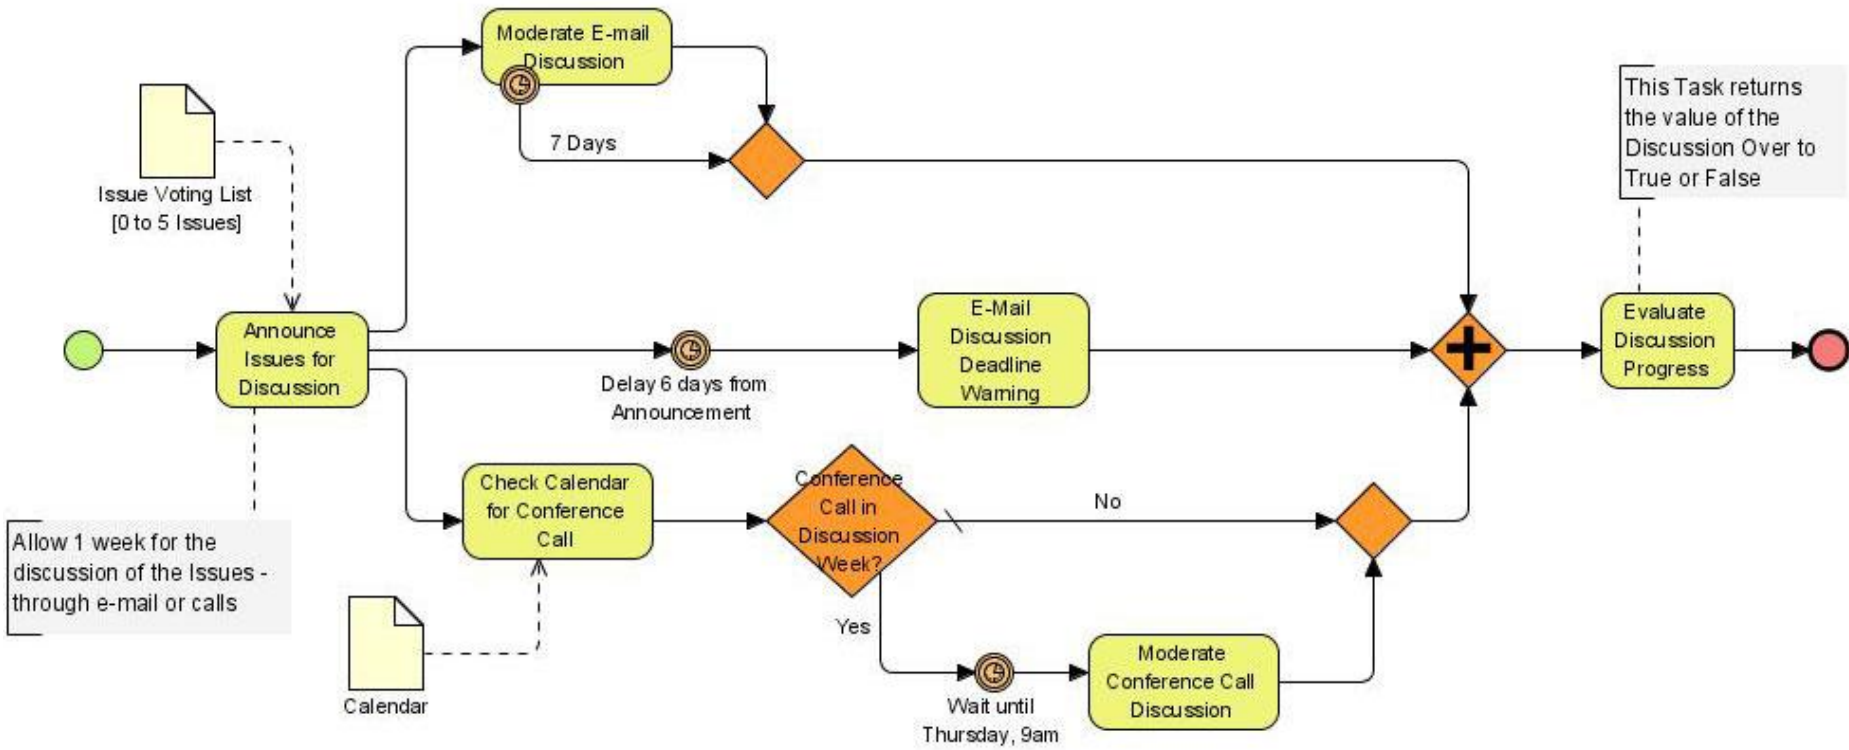 Moderate E-mail
Discussion
7 Days
This Task returns
the value of the
Discussion Over to
True or False
Issue Voting List
[0 to 5 Issues]
Announce
Issues for
Discussion
Delay 6 days from
Announcement
E-Mail
Discussion
Deadline
Warning
Evaluate
Discussion
Progress
Check Calendar
for Conference
Call
Conference
Call in
Discussion
Week?
No
Yes
Allow 1 week for the
discussion of the Issues -
through e-mail or calls
Calendar
Wait until
Thursday, 9am
Moderate
Conference Call
Discussion